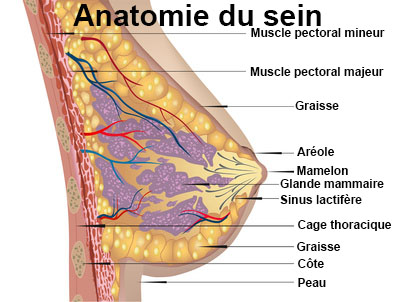 Anatomie du sein
Muscle pectoral mineur
Muscle pectoral majeur
Graisse
Aréole
Mamelon
Glande mammaire
Sinus lactifère
Cage thoracique
Graisse
Côte
Peau